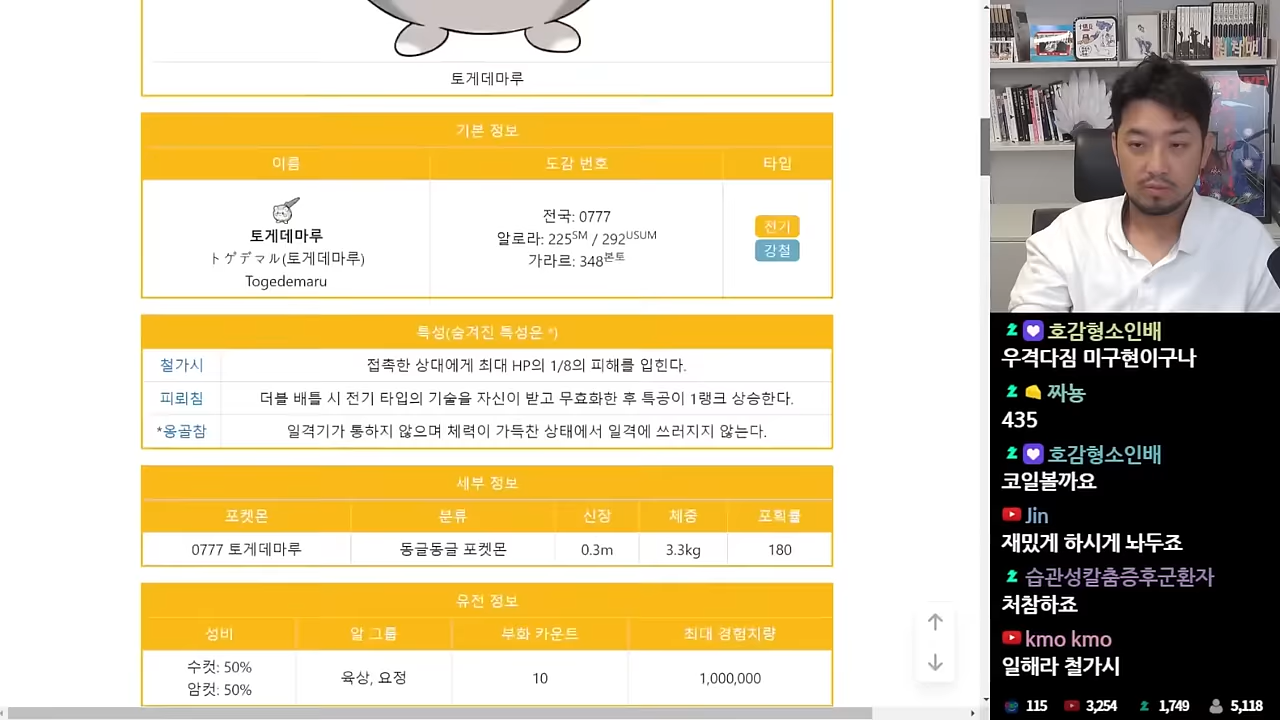 토게데마루
기본 정보
이름
도감 번호
타입
토게데마루
トゲデマル(토게데마루)
Togedemaru
전국: 0777
알로라: 225SM / 292USUM
가라르: 348본토
전기
강철
특성(숨겨진 특성은 *)
철가시
접촉한 상대에게 최대 HP의 1/8의 피해를 입힌다.
피뢰침
더블 배틀 시 전기 타입의 기술을 자신이 받고 무효화한 후 특공이 1랭크 상승한다.
*옹골참
일격기가 통하지 않으며 체력이 가득찬 상태에서 일격에 쓰러지지 않는다.
세부 정보
포켓몬
분류
신장
체중
포획률
0777 토게데마루
동글동글 포켓몬
0.3m
3.3kg
180
유전 정보
성비
알 그룹
부화 카운트
최대 경험치량
수컷: 50%
암컷: 50%
육상, 요정
10
1,000,000
호감형소인배
우격다짐 미구현이구나
짜뇽
435
호감형소인배
코일볼까요
Jin
재밌게 하시게 놔두죠
습관성칼춤증후군환자
처참하죠
kmo kmo
일해라 철가시
115
3,254
1,749
5,118